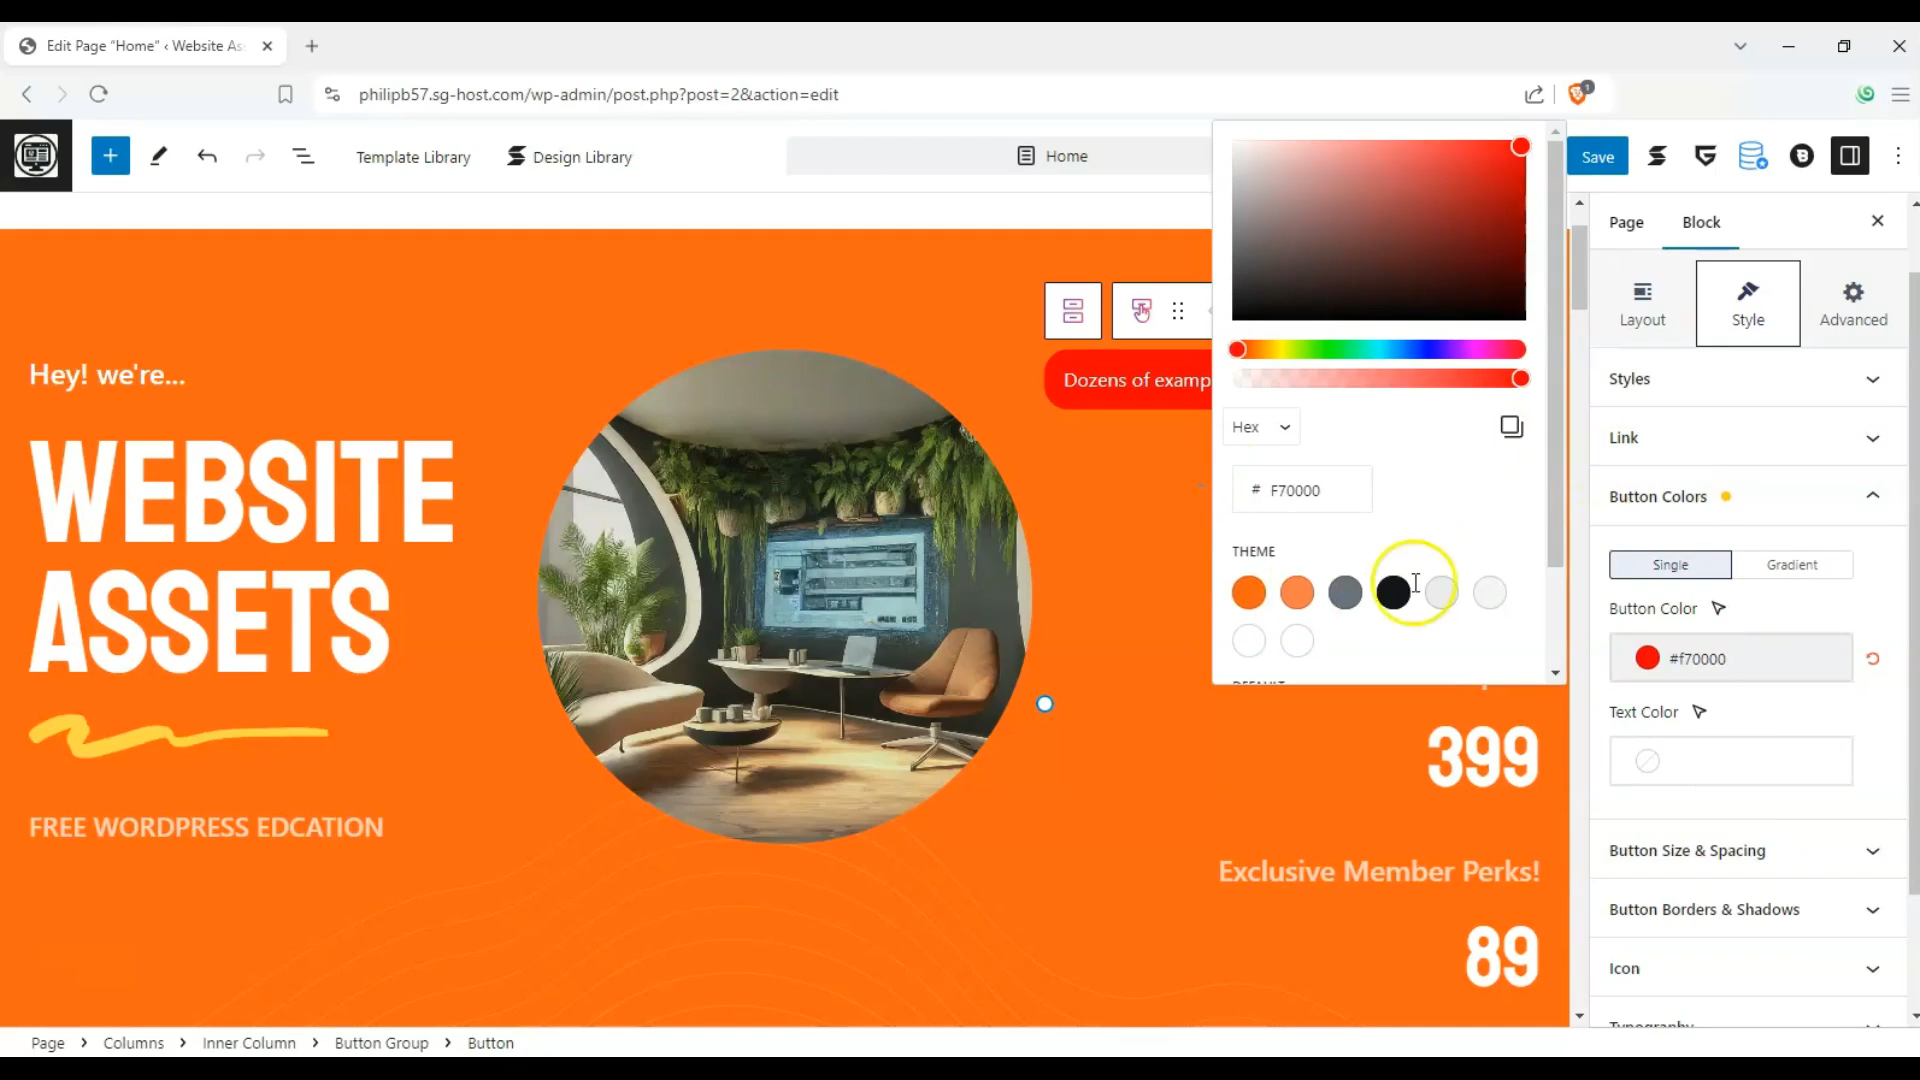 Edit Page “Home” ‹ Website As
philipb57.sg-host.com/wp-admin/post.php?post=2&action=edit
1
Template Library
Design Library
Home
Save
Page
Block
Layout
Style
Advanced
Styles
Link
Button Colors
Single
Gradient
Button Color
#f70000
Text Color
Button Size & Spacing
Button Borders & Shadows
Icon
Typography
Hex
# F70000
THEME
DEFAULT
Hey! we're...
WEBSITE
ASSETS
FREE WORDPRESS EDCATION
Dozens of examp
399
Exclusive Member Perks!
89
Page
Columns
Inner Column
Button Group
Button